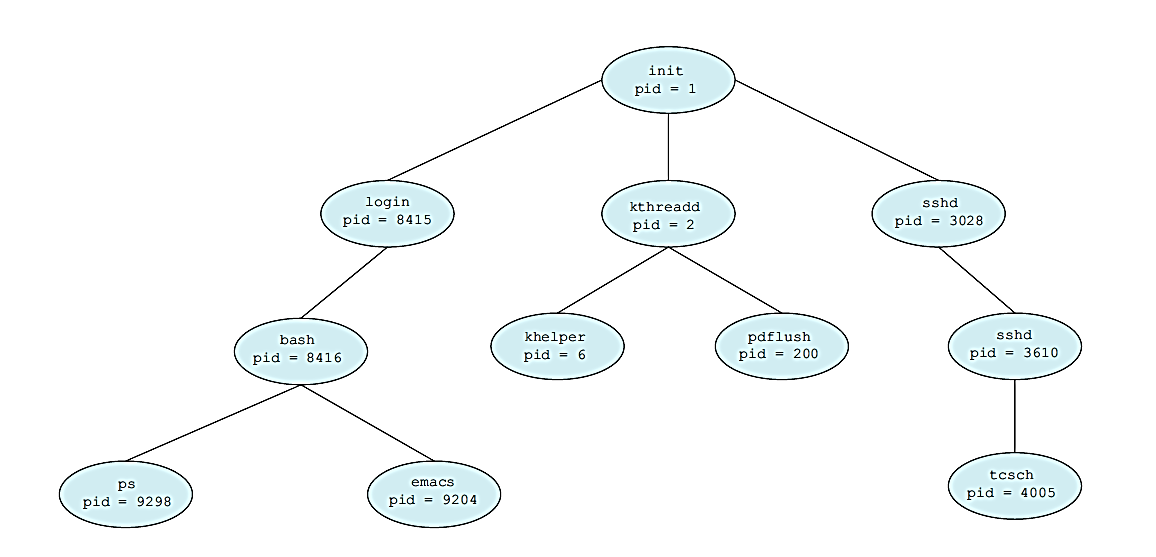 init
pid = 1
login
pid = 8415
kthreadd
pid = 2
sshd
pid = 3028
bash
pid = 8416
khelper
pid = 6
pdflush
pid = 200
sshd
pid = 3610
ps
pid = 9298
emacs
pid = 9204
tcsch
pid = 4005